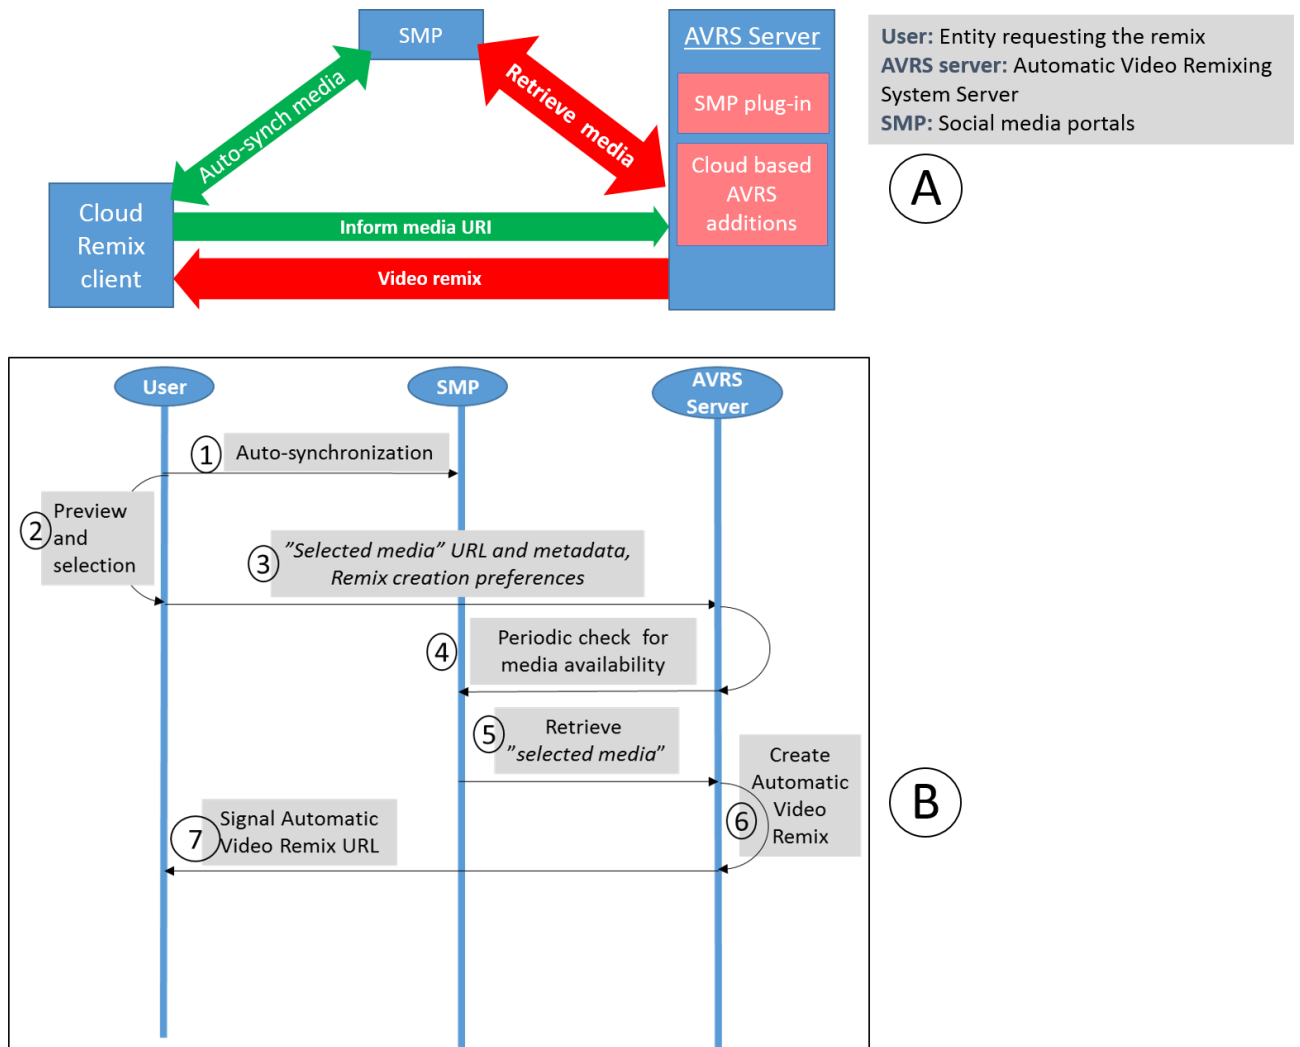 SMP
AVRS Server
SMP plug-in
Cloud based
AVRS
additions
Auto-synch media
Retrieve media
Cloud
Remix
client
Inform media URI
Video remix
User: Entity requesting the remix
AVRS server: Automatic Video Remixing
System Server
SMP: Social media portals
A
User
SMP
AVRS
Server
1
Auto-synchronization
2
Preview
and
selection
3
”Selected media” URL and metadata,
Remix creation preferences
4
Periodic check for
media availability
5
Retrieve
”selected media”
6
Create
Automatic
Video
Remix
7
Signal Automatic
Video Remix URL
B